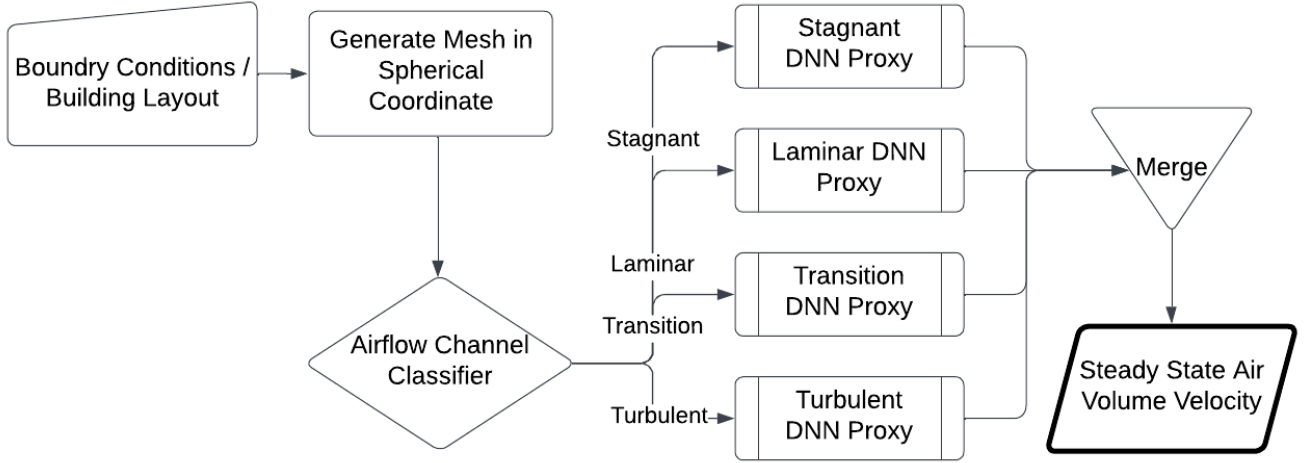 Boundry Conditions /
Building Layout
Generate Mesh in
Spherical
Coordinate
Airflow Channel
Classifier
Stagnant
Laminar
Transition
Turbulent
Stagnant
DNN Proxy
Laminar DNN
Proxy
Transition
DNN Proxy
Turbulent
DNN Proxy
Merge
Steady State Air
Volume Velocity